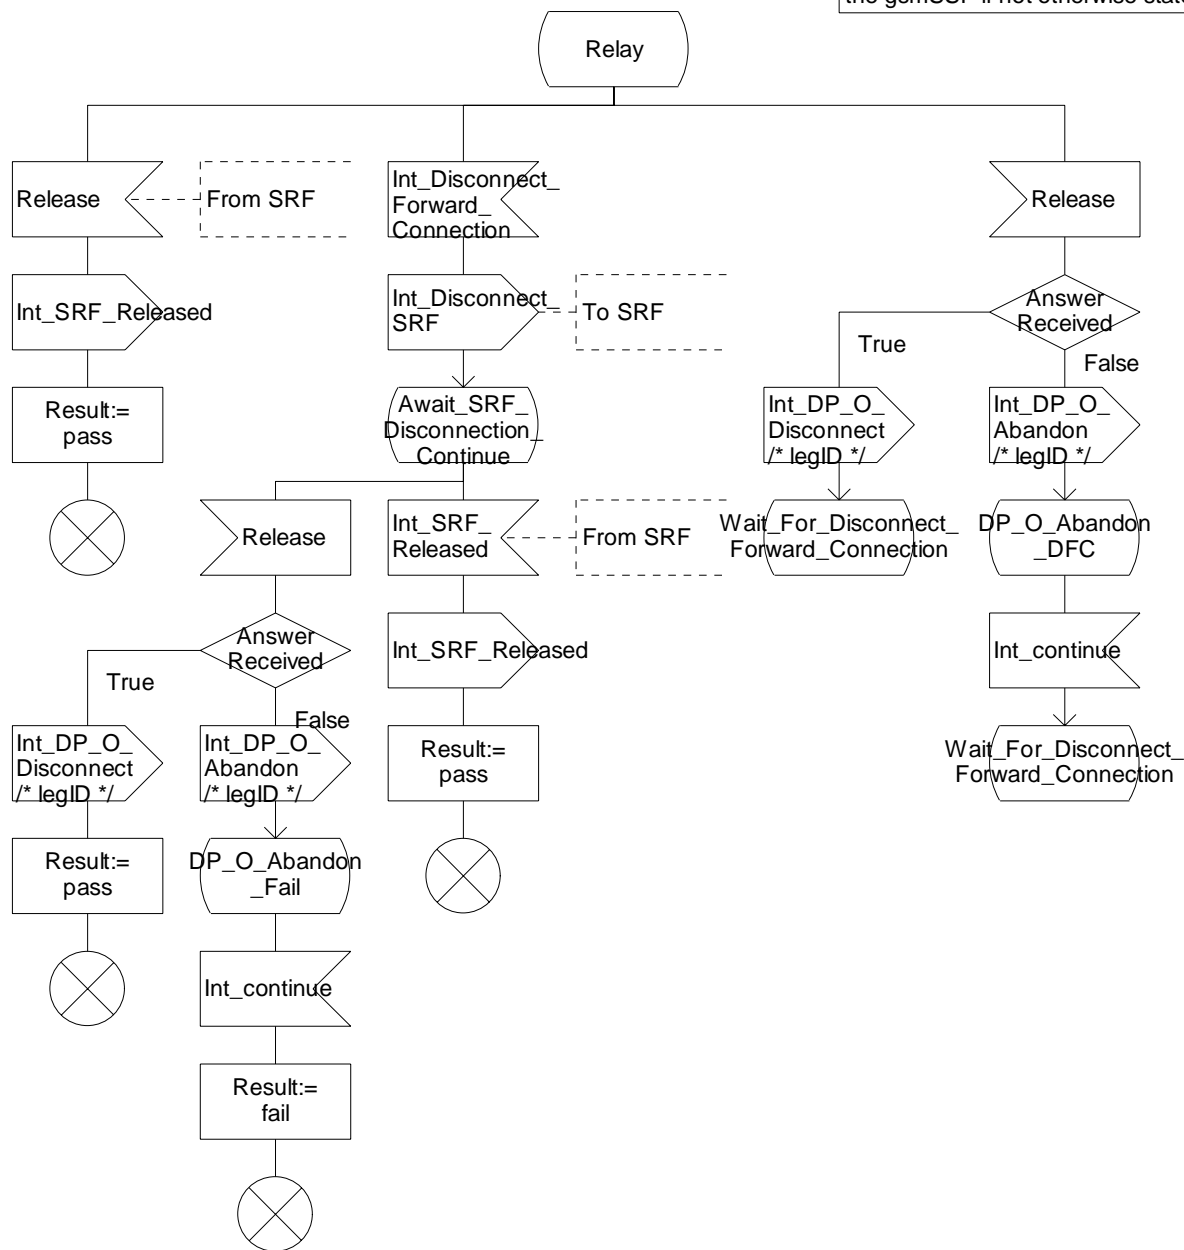 the gsmSSF if not otherwise stat
Relay
Release
From SRF
Int_Disconnect_
Forward_
Connection
Release
Int_SRF_Released
Int_Disconnect_
SRF
To SRF
Answer
Received
True
False
Result:=
pass
Await_SRF_
Disconnection_
Continue
Int_DP_O_
Disconnect
/* legID */
Int_DP_O_
Abandon
/* legID */
Release
Int_SRF_
Released
From SRF
Wait_For_Disconnect_
Forward_Connection
DP_O_Abandon
_DFC
Answer
Received
True
False
Int_SRF_Released
Int_continue
Int_DP_O_
Disconnect
/* legID */
Int_DP_O_
Abandon
/* legID */
Result:=
pass
Wait_For_Disconnect_
Forward_Connection
Result:=
pass
DP_O_Abandon
_Fail
Int_continue
Result:=
fail